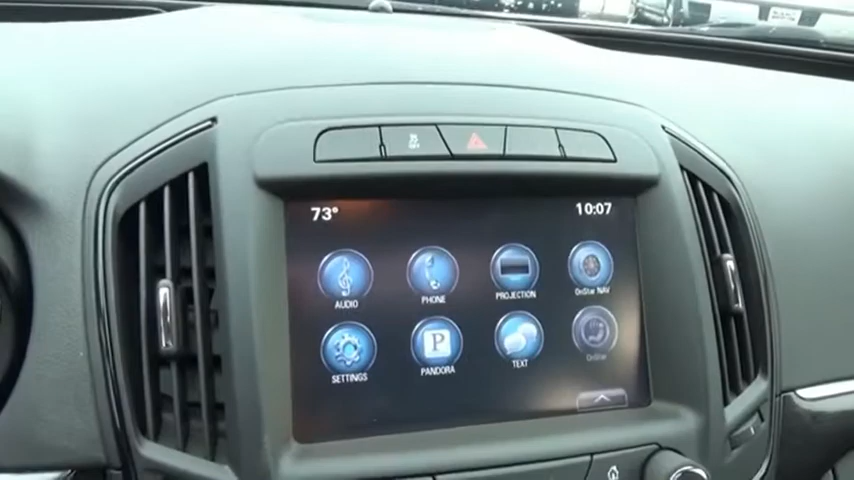 73° 10:07
AUDIO PHONE PROJECTION OnStar NAV
P
SETTINGS PANDORA TEXT OnStar